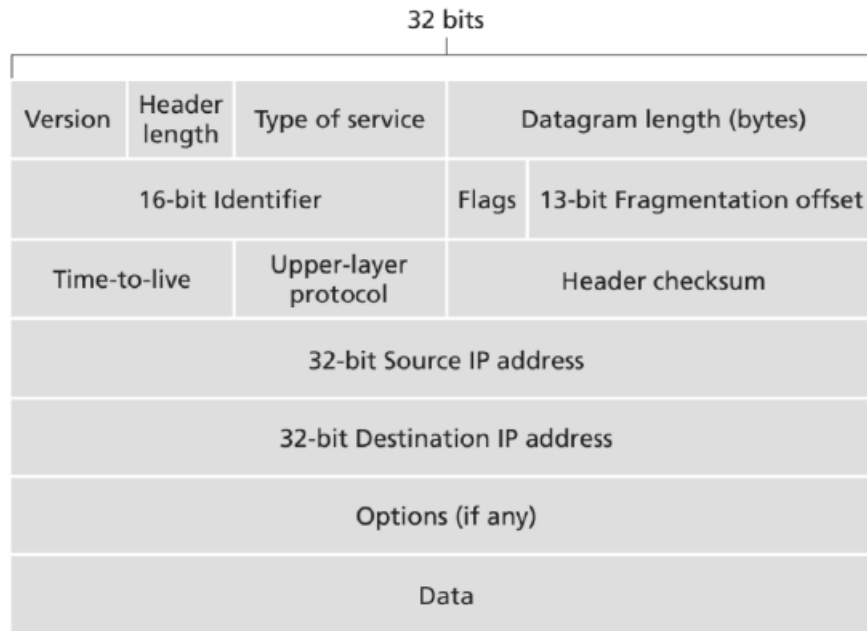 32 bits
Version
Header
length
Type of service
Datagram length (bytes)
16-bit Identifier
Flags
13-bit Fragmentation offset
Time-to-live
Upper-layer
protocol
Header checksum
32-bit Source IP address
32-bit Destination IP address
Options (if any)
Data